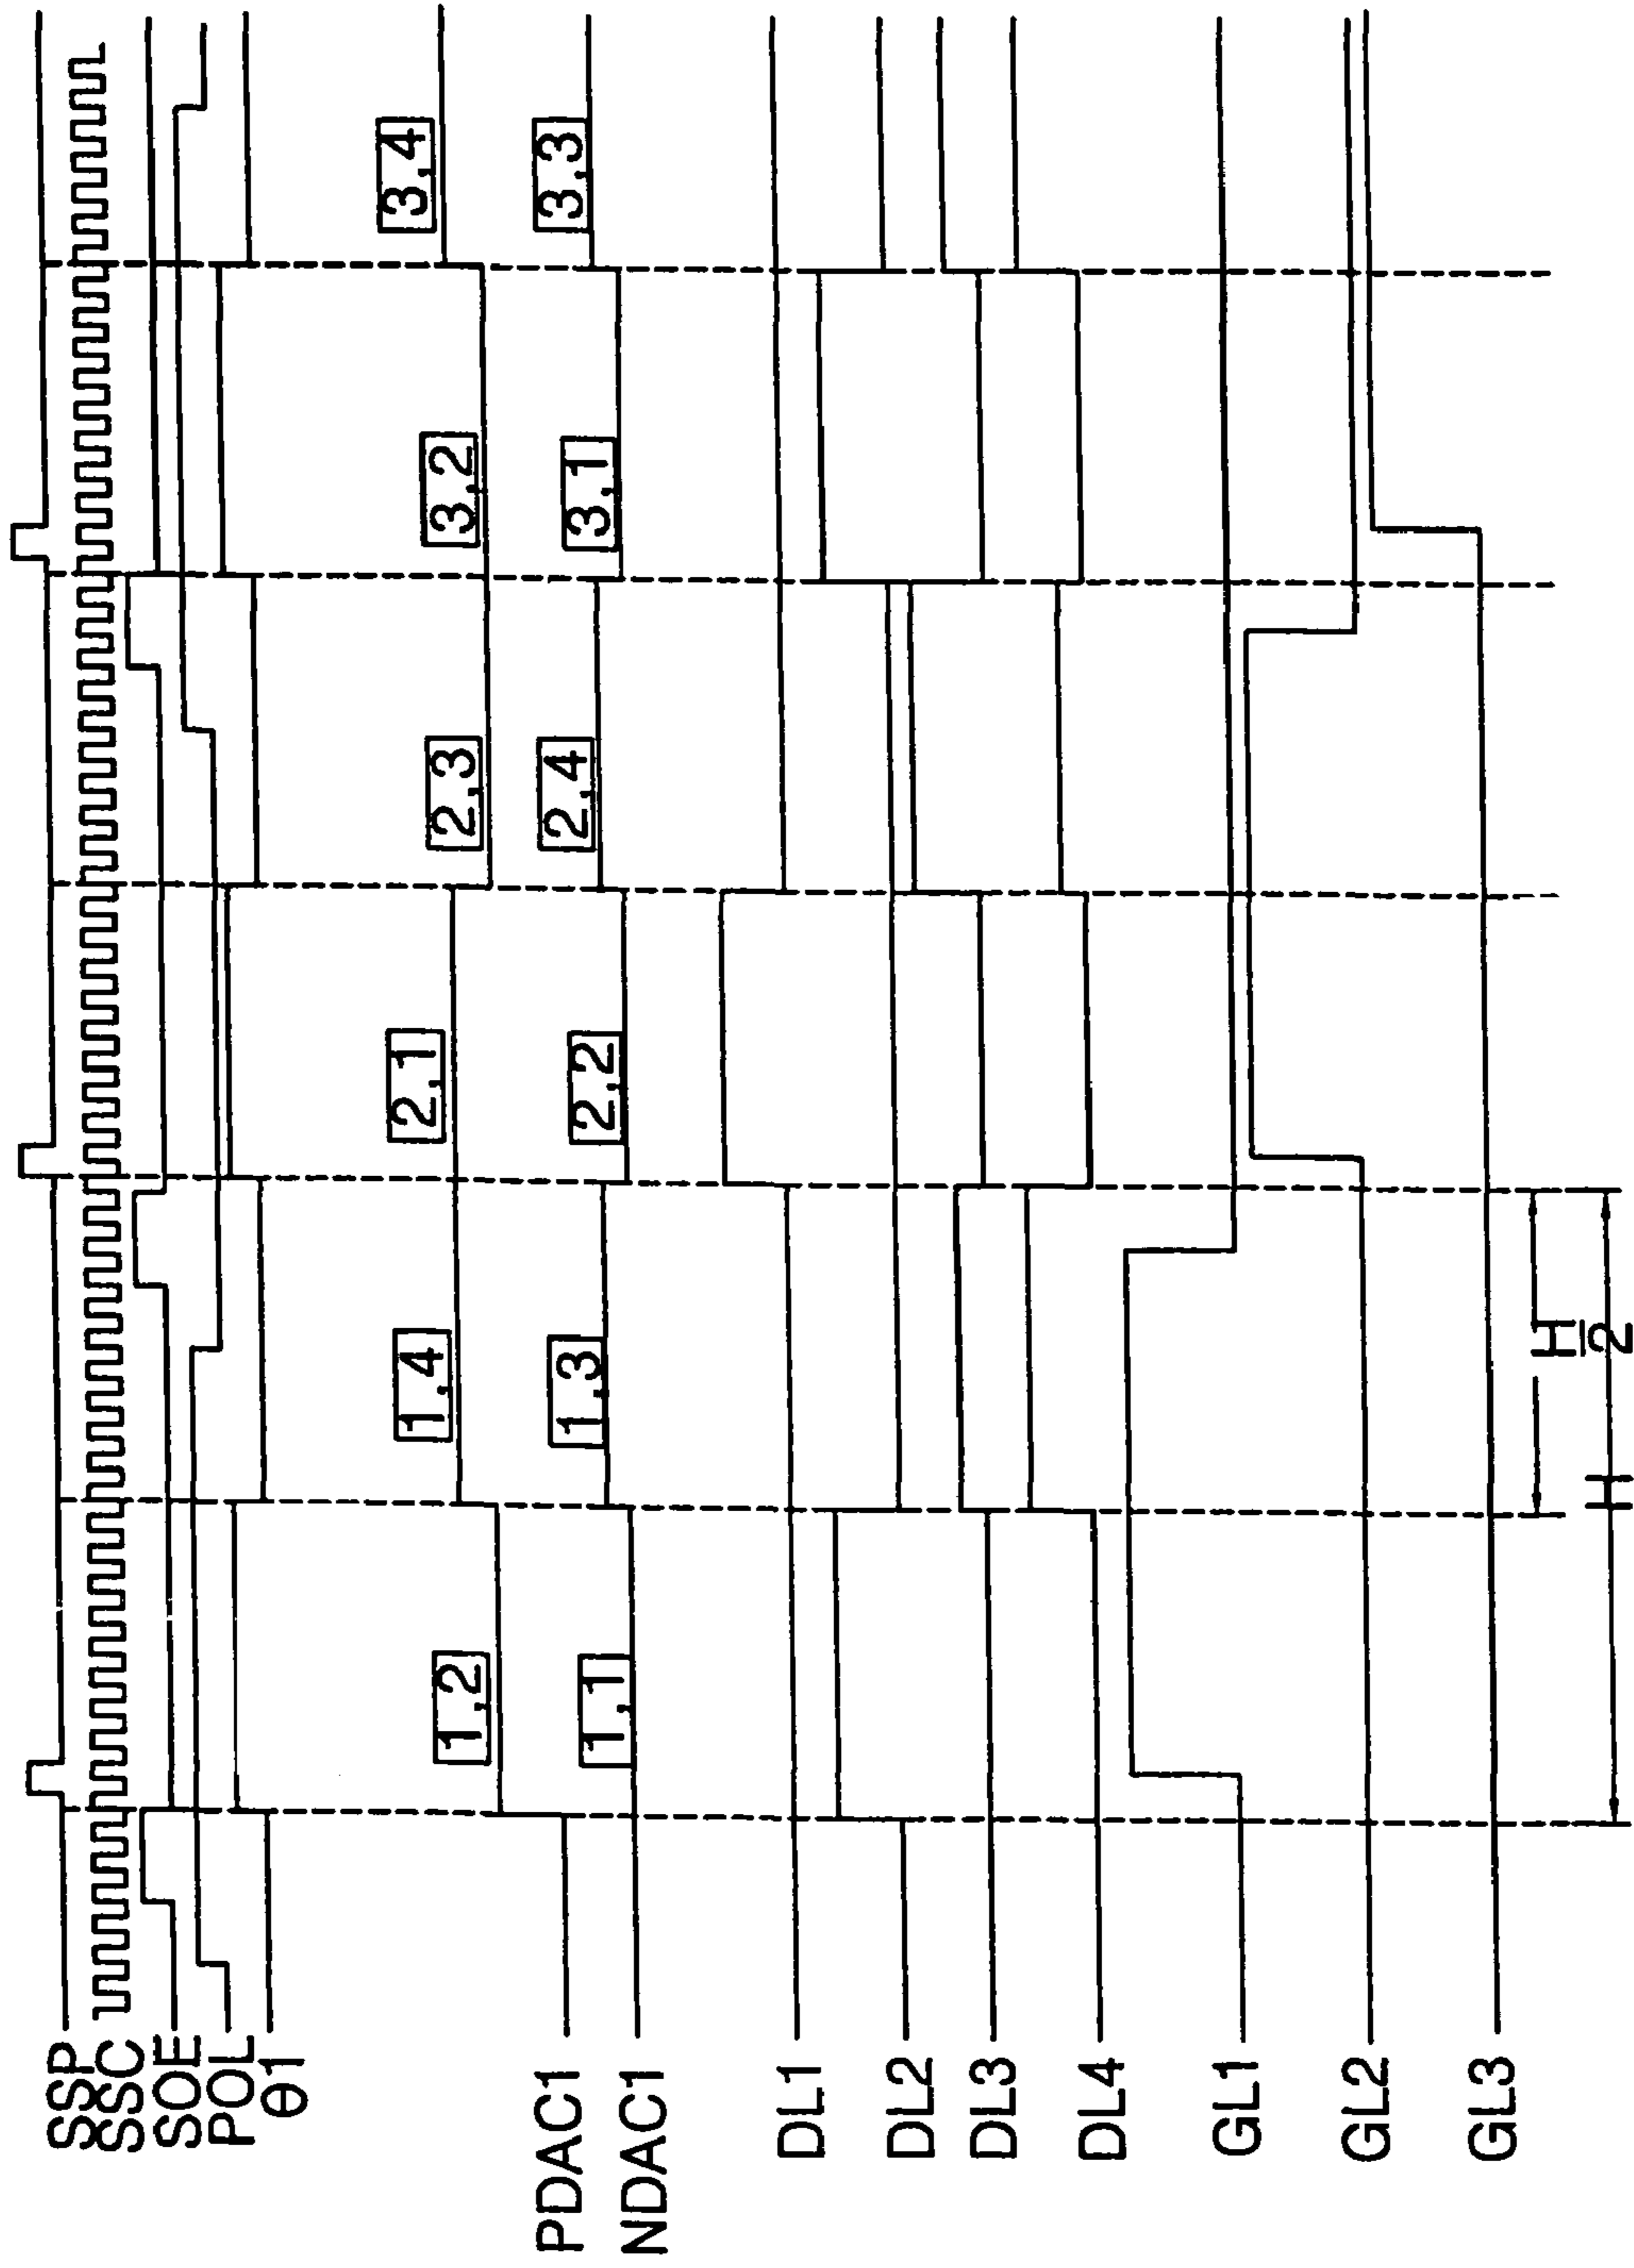 SSP
SSC
SOE
POL
θ1
PDAC1
1,2
1,4
2,1
2,3
3,2
3,4
NDAC1
1,1
1,3
2,2
2,4
3,1
3,3
DL1
DL2
DL3
DL4
GL1
GL2
GL3
H
2
H